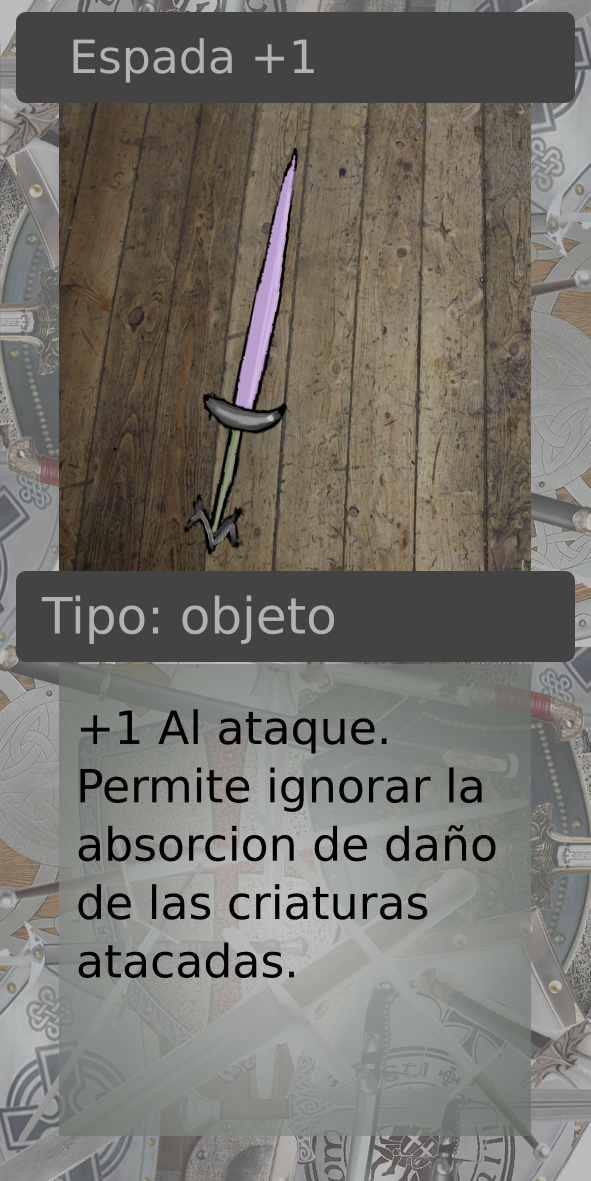 Espada +1
Tipo: objeto
+1 Al ataque.
Permite ignorar la
absorcion de daño
de las criaturas
atacadas.